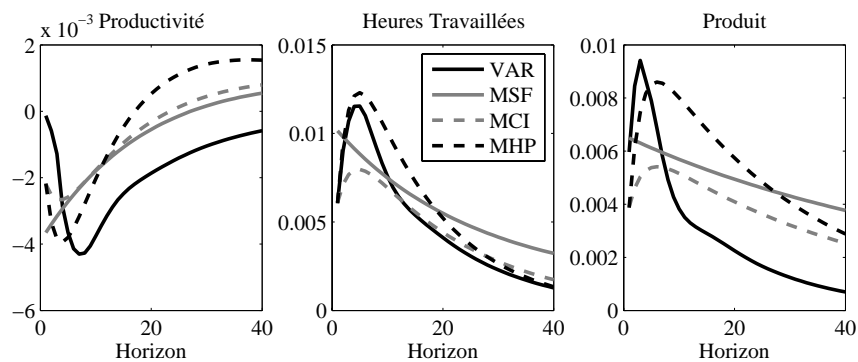 x 10⁻³ Productivité
2
0
−2
−4
−6
0
20
40
Horizon
Heures Travaillées
0.015
0.01
0.005
0
0
20
40
Horizon
VAR
MSF
MCI
MHP
Produit
0.01
0.008
0.006
0.004
0.002
0
0
20
40
Horizon